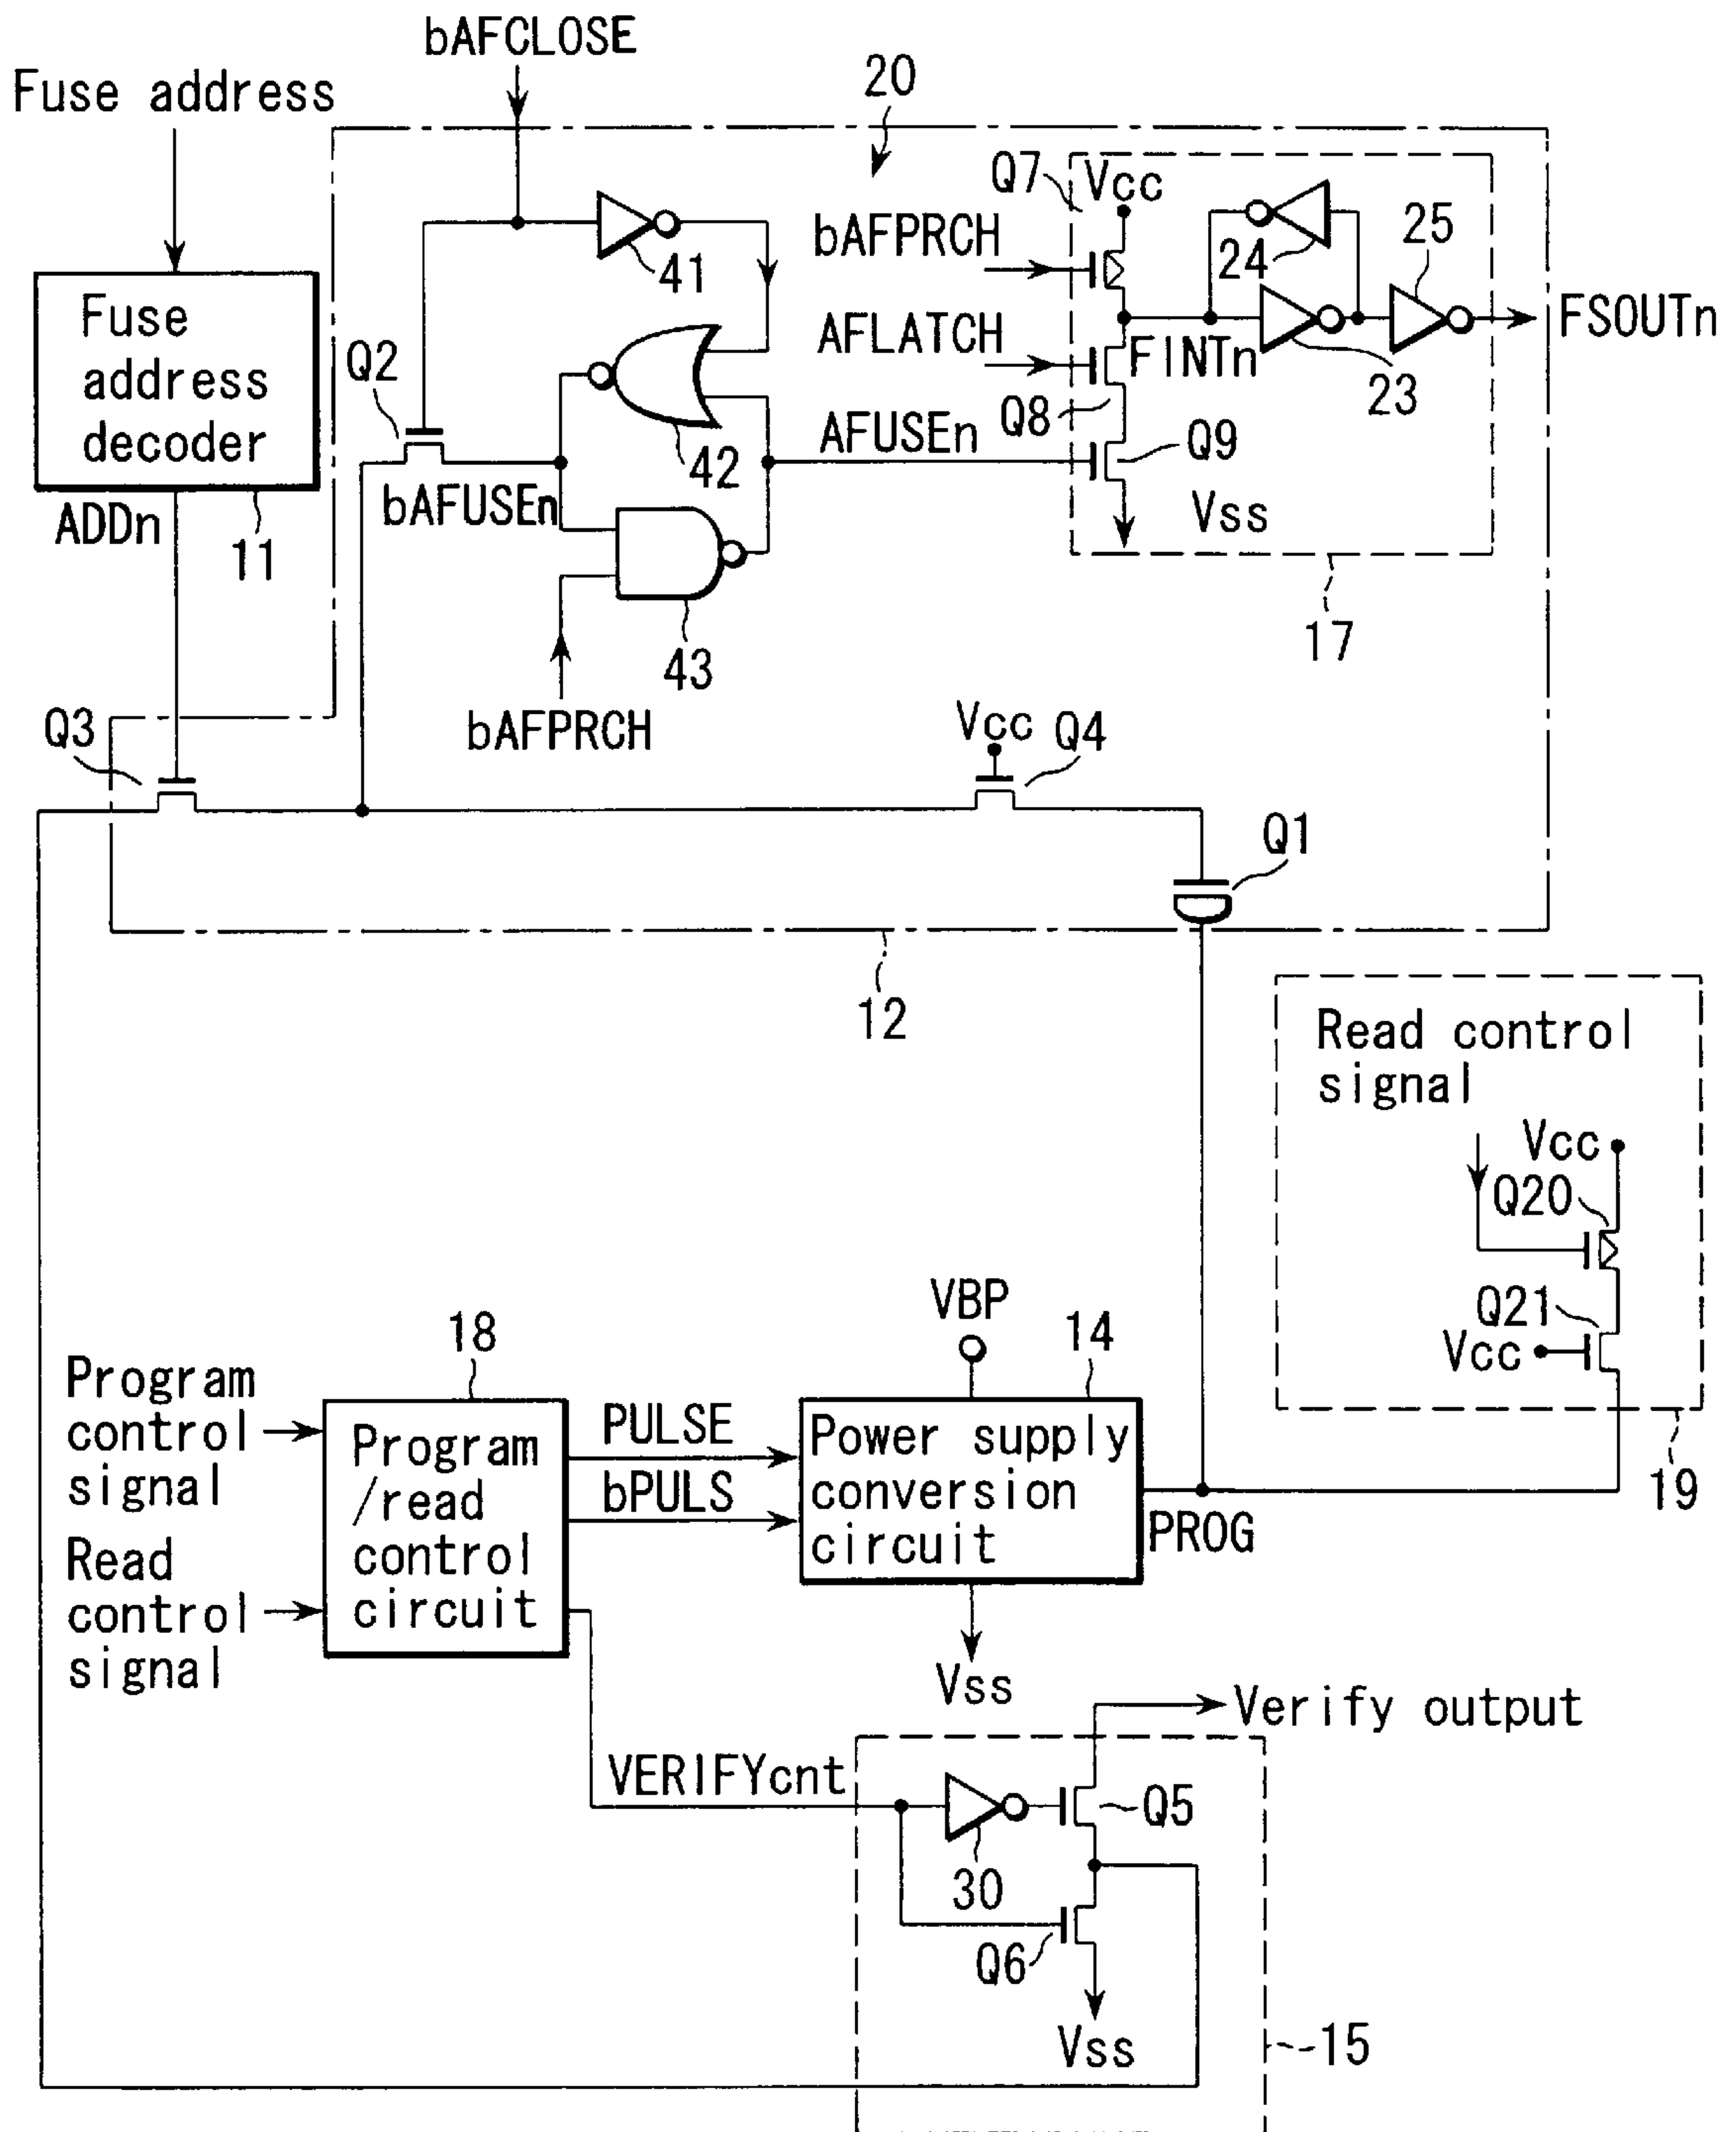 bAFCLOSE
Fuse address
20
Q7
Vcc
bAFPRCH
41
24
25
Fuse
address
decoder
AFLATCH
FINTn
FSOUTn
Q2
Q8
23
42
AFUSEn
Q9
bAFUSEn
Vss
ADDn
11
17
43
bAFPRCH
Q3
Vcc
Q4
Q1
12
Read control
signal
Vcc
Q20
VBP
Q21
18
14
Vcc
Program
control
signal
PULSE
Program
/read
control
circuit
Power supply
conversion
circuit
bPULS
19
PROG
Read
control
signal
Vss
Verify output
VERIFYcnt
Q5
30
Q6
Vss
15